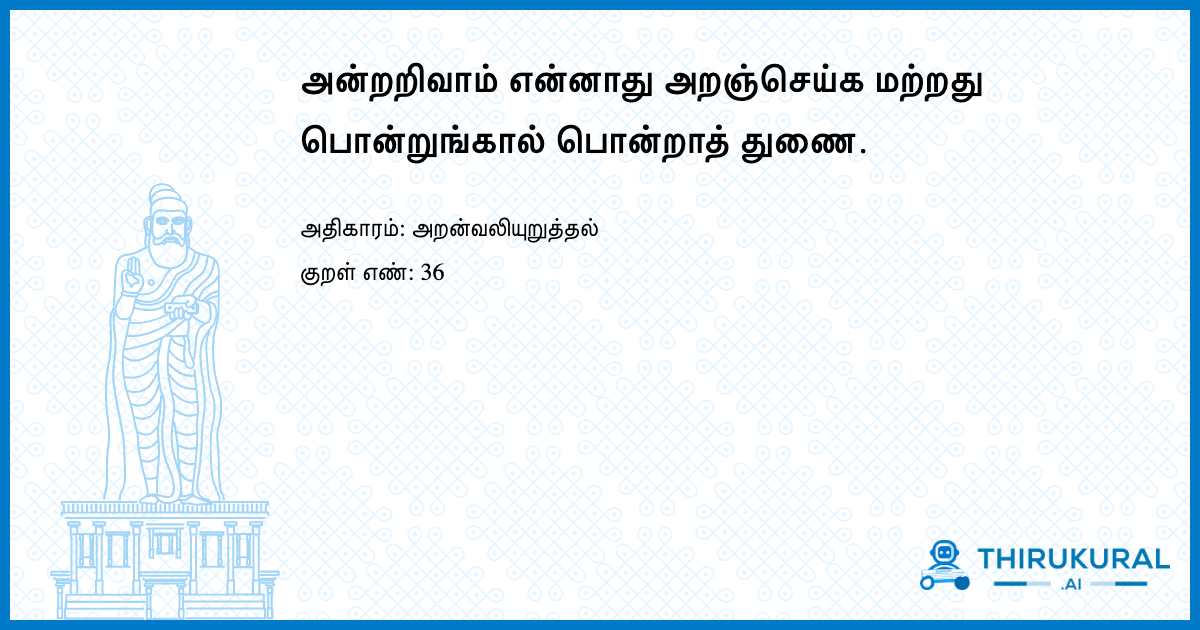 அன்றறிவாம் என்னாது அறஞ்செய்க மற்றது
பொன்றுங்கால் பொன்றாத் துணை.
அதிகாரம்: அறன்வலியுறுத்தல்
குறள் எண்: 36
THIRUKURAL
.AI